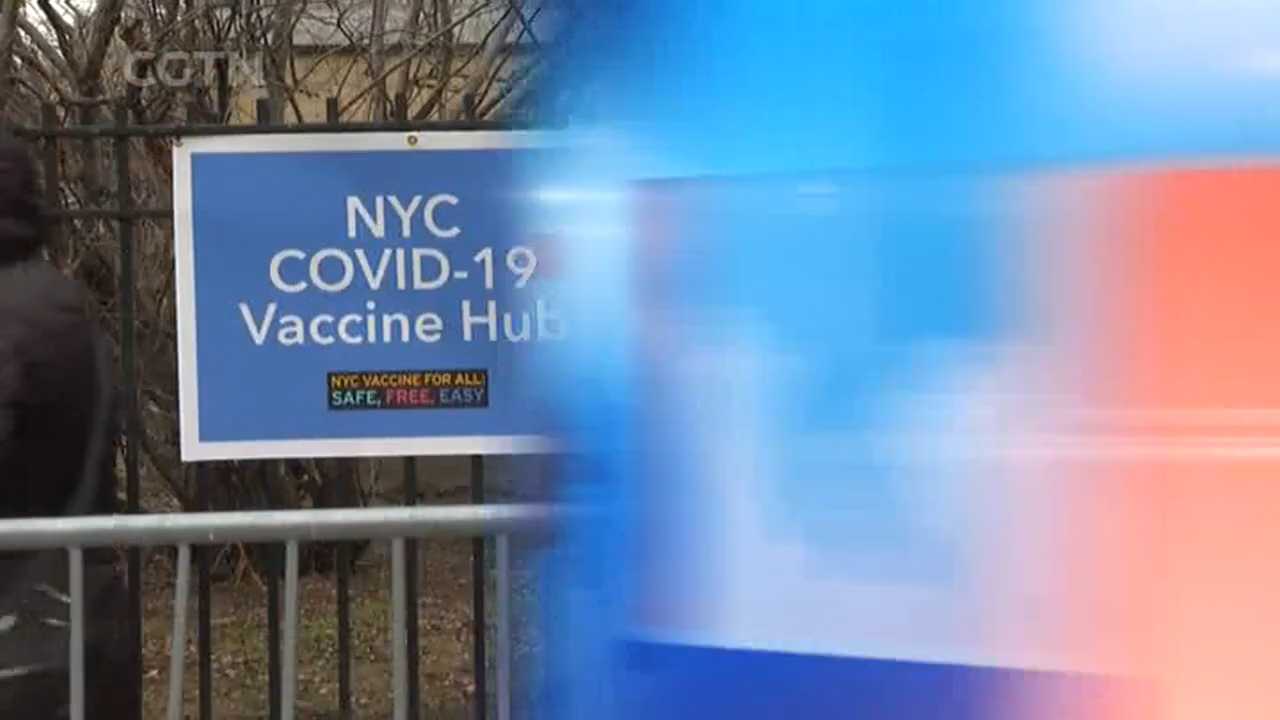 CGTN
NYC
COVID-19
Vaccine Hub
NYC VACCINE FOR ALL:
SAFE, FREE, EASY